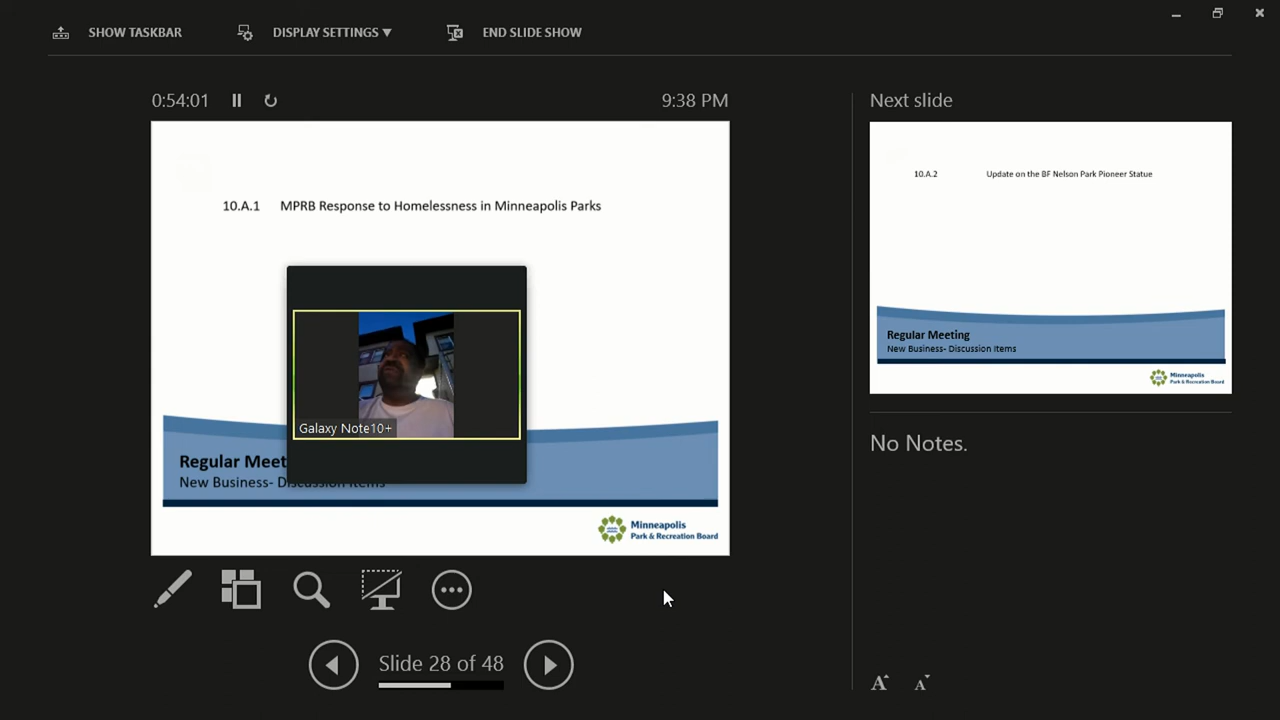 SHOW TASKBAR
DISPLAY SETTINGS ▼
END SLIDE SHOW
0:54:01
9:38 PM
10.A.1 MPRB Response to Homelessness in Minneapolis Parks
Galaxy Note10+
Regular Meet
New Business- Discussion Items
Minneapolis
Park & Recreation Board
Slide 28 of 48
Next slide
10.A.2 Update on the BF Nelson Park Pioneer Statue
Regular Meeting
New Business- Discussion Items
Minneapolis
Park & Recreation Board
No Notes.
A A